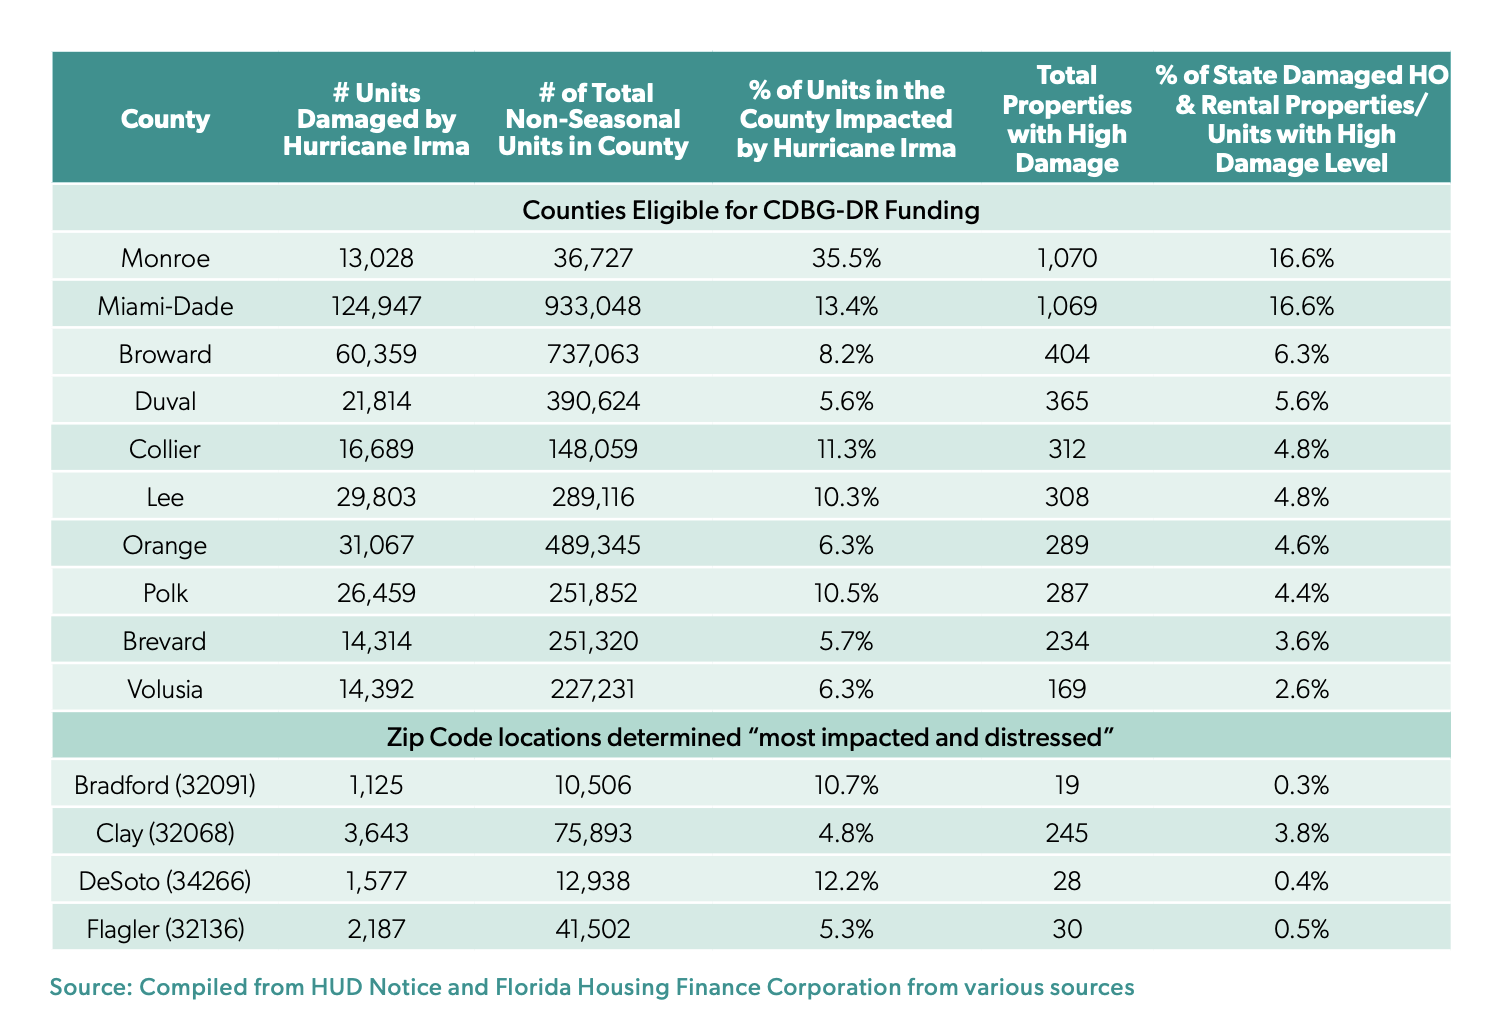 County
# Units
Damaged by
Hurricane Irma
# of Total
Non-Seasonal
Units in County
% of Units in the
County Impacted
by Hurricane Irma
Total
Properties
with High
Damage
% of State Damaged HO
& Rental Properties/
Units with High
Damage Level
Counties Eligible for CDBG-DR Funding
Monroe 13,028 36,727 35.5% 1,070 16.6%
Miami-Dade 124,947 933,048 13.4% 1,069 16.6%
Broward 60,359 737,063 8.2% 404 6.3%
Duval 21,814 390,624 5.6% 365 5.6%
Collier 16,689 148,059 11.3% 312 4.8%
Lee 29,803 289,116 10.3% 308 4.8%
Orange 31,067 489,345 6.3% 289 4.6%
Polk 26,459 251,852 10.5% 287 4.4%
Brevard 14,314 251,320 5.7% 234 3.6%
Volusia 14,392 227,231 6.3% 169 2.6%
Zip Code locations determined “most impacted and distressed”
Bradford (32091) 1,125 10,506 10.7% 19 0.3%
Clay (32068) 3,643 75,893 4.8% 245 3.8%
DeSoto (34266) 1,577 12,938 12.2% 28 0.4%
Flagler (32136) 2,187 41,502 5.3% 30 0.5%
Source: Compiled from HUD Notice and Florida Housing Finance Corporation from various sources